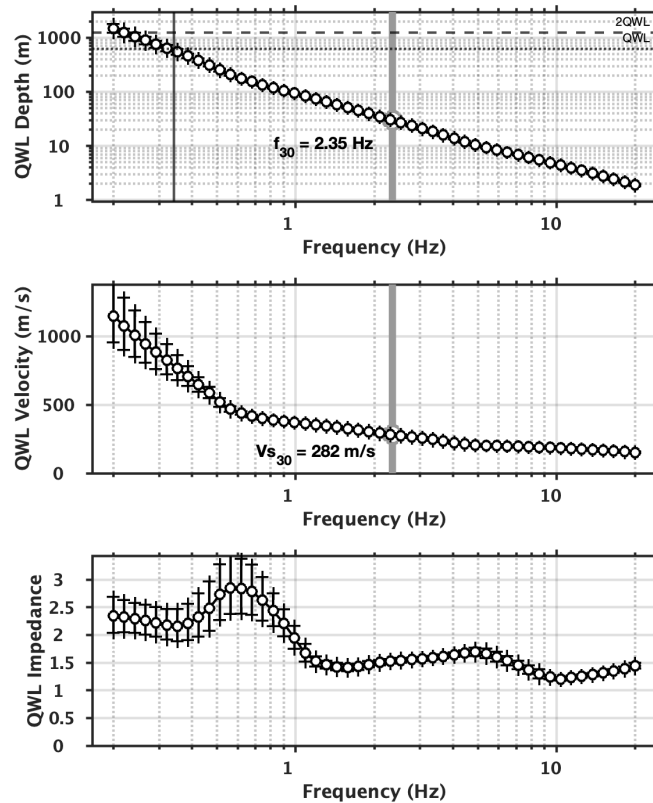 2QWL
1000
QWL
100
10
1
QWL Depth (m)
f30 = 2.35 Hz
1
10
Frequency (Hz)
1000
500
0
QWL Velocity (m/s)
Vs30 = 282 m/s
1
10
Frequency (Hz)
3
2.5
2
1.5
1
0.5
0
QWL Impedance
1
10
Frequency (Hz)